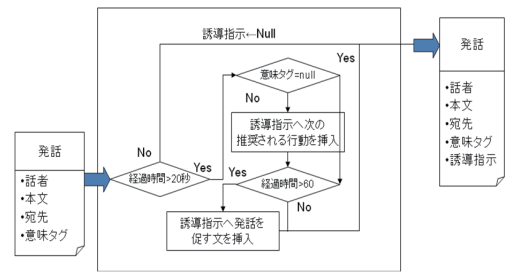 誘導指示←Null
Yes
意味タグ=null
No
誘導指示へ次の
推奨される行動を挿入
No
Yes
経過時間>20秒
Yes
経過時間>60
No
誘導指示へ発話を
促す文を挿入
発話
•話者
•本文
•宛先
•意味タグ
発話
•話者
•本文
•宛先
•意味タグ
•誘導指示